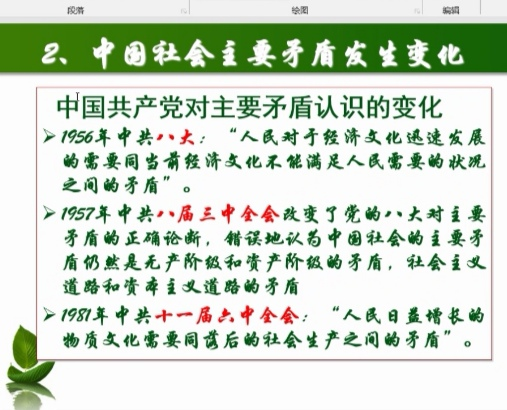 段落
绘图
编辑
2、中国社会主要矛盾发生变化
中国共产党对主要矛盾认识的变化
1956年中共八大：“人民对于经济文化迅速发展
的需要同当前经济文化不能满足人民需要的状况
之间的矛盾”。
1957年中共八届三中全会改变了党的八大对主要
矛盾的正确论断，错误地认为中国社会的主要矛
盾仍然是无产阶级和资产阶级的矛盾，社会主义
道路和资本主义道路的矛盾
1981年中共十一届六中全会：“人民日益增长的
物质文化需要同落后的社会生产之间的矛盾”。